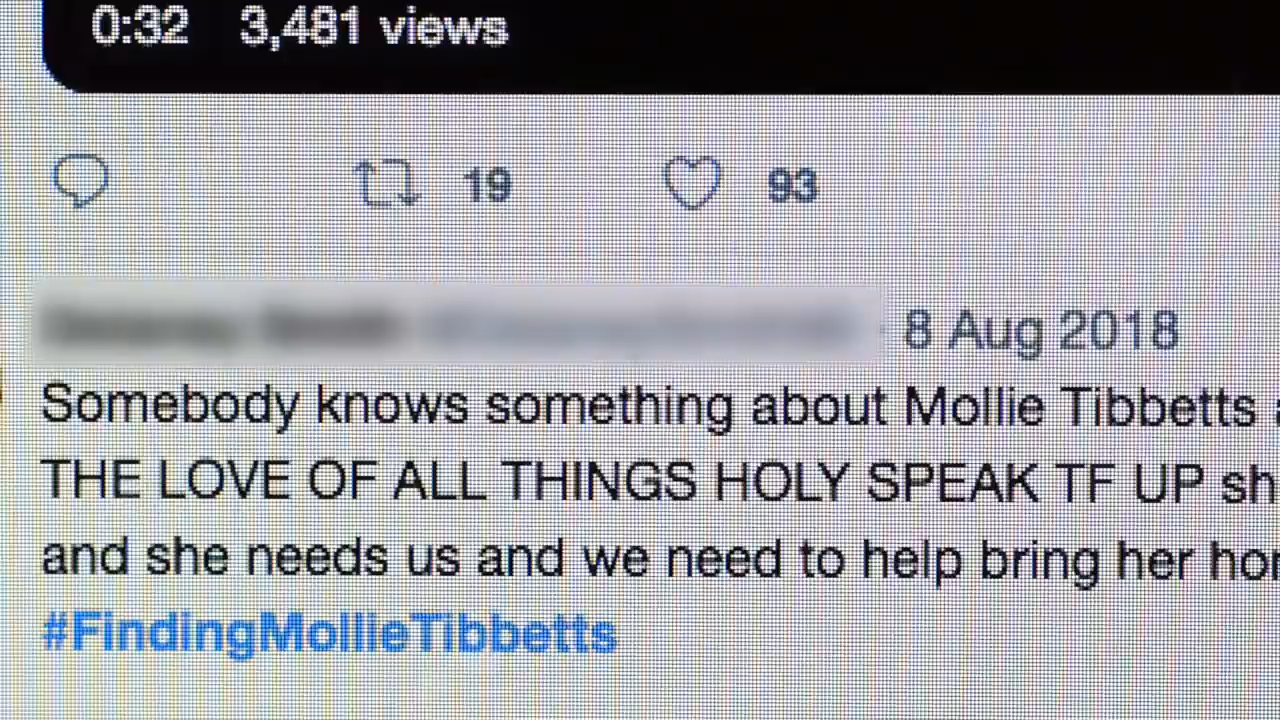 0:32 3,481 views
19 93
8 Aug 2018
Somebody knows something about Mollie Tibbetts
THE LOVE OF ALL THINGS HOLY SPEAK TF UP sh
and she needs us and we need to help bring her
#FindingMollieTibbetts